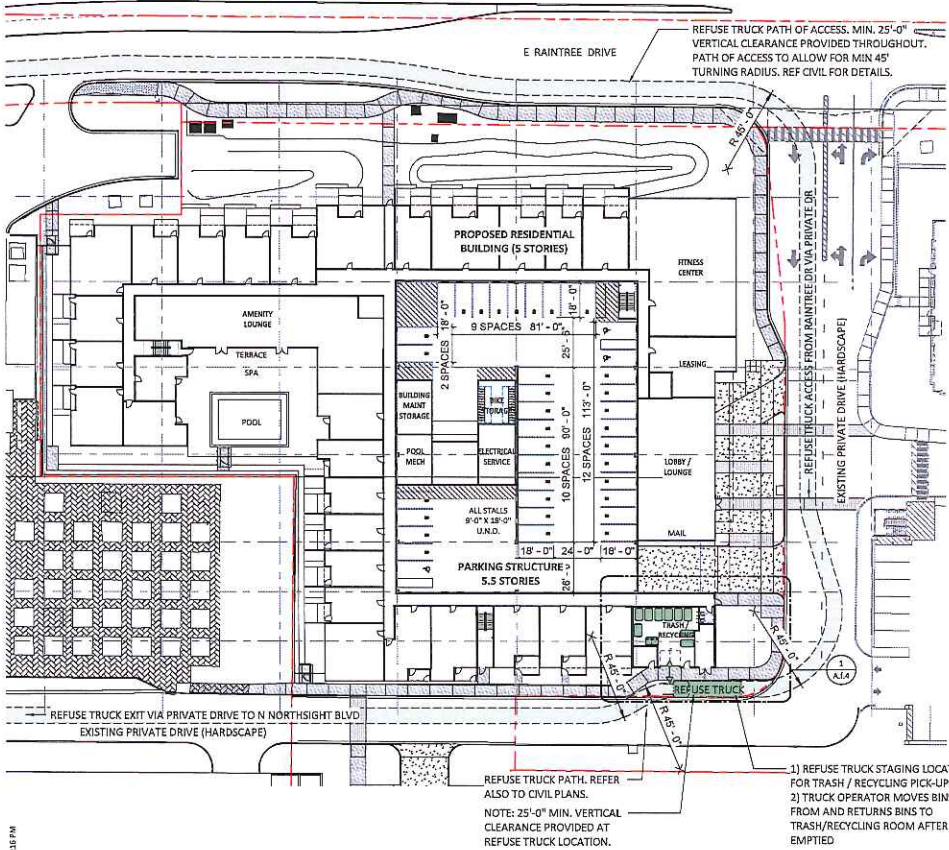 REFUSE TRUCK PATH OF ACCESS. MIN. 25'-0"
VERTICAL CLEARANCE PROVIDED THROUGHOUT.
PATH OF ACCESS TO ALLOW FOR MIN 45'
TURNING RADIUS. REF CIVIL FOR DETAILS.
E RAINTREE DRIVE
R 45'- 0"
PROPOSED RESIDENTIAL
BUILDING (5 STORIES)
FITNESS
CENTER
18' - 0"
9 SPACES 81' - 0"
18' - 0"
2 SPACES
AMENITY
LOUNGE
TERRACE
SPA
POOL
LEASING
BUILDING
MAINT
STORAGE
BIKE
STORAGE
POOL
MECH
ELECTRICAL
SERVICE
10 SPACES 90' - 0"
12 SPACES 113' - 0"
LOBBY /
LOUNGE
MAIL
REFUSE TRUCK ACCESS FROM RAINTREE DR VIA PRIVATE DR
EXISTING PRIVATE DRIVE (HARDSCAPE)
ALL STALLS
9'-0" X 18'-0"
U.N.O.
18' - 0" 24' - 0" 18' - 0"
PARKING STRUCTURE
5.5 STORIES
TRASH /
RECYCLING
R 45'- 0"
R 45'- 0"
R 45'- 0"
REFUSE TRUCK
1
A.f.4
REFUSE TRUCK EXIT VIA PRIVATE DRIVE TO N NORTHSIGHT BLVD
EXISTING PRIVATE DRIVE (HARDSCAPE)
REFUSE TRUCK PATH. REFER
ALSO TO CIVIL PLANS.
NOTE: 25'-0" MIN. VERTICAL
CLEARANCE PROVIDED AT
REFUSE TRUCK LOCATION.
1) REFUSE TRUCK STAGING LOCAT
FOR TRASH / RECYCLING PICK-UP
2) TRUCK OPERATOR MOVES BIN
FROM AND RETURNS BINS TO
TRASH/RECYCLING ROOM AFTER
EMPTIED
:16 PM